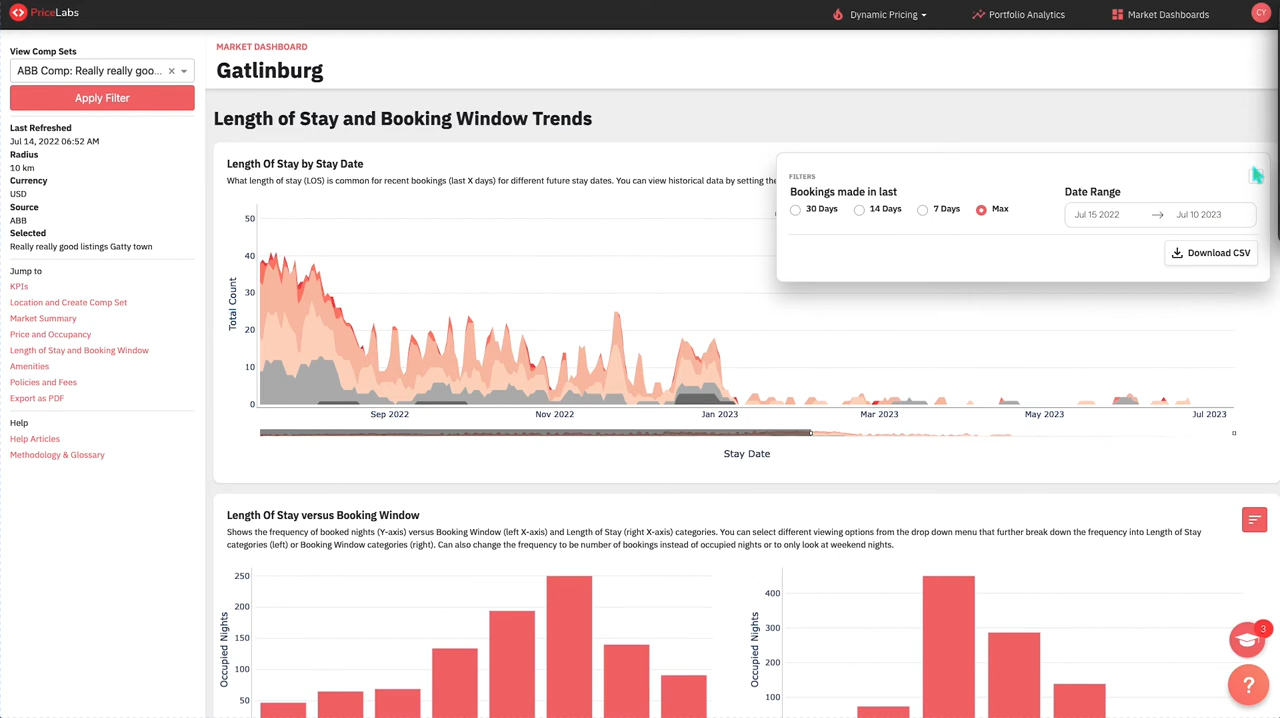 PriceLabs
Dynamic Pricing
Portfolio Analytics
Market Dashboards
CY
View Comp Sets
ABB Comp: Really really goo...
Apply Filter
Last Refreshed
Jul 14, 2022 06:52 AM
Radius
10 km
Currency
USD
Source
ABB
Selected
Really really good listings Gatty town
Jump to
KPIs
Location and Create Comp Set
Market Summary
Price and Occupancy
Length of Stay and Booking Window
Amenities
Policies and Fees
Export as PDF
Help
Help Articles
Methodology & Glossary
MARKET DASHBOARD
Gatlinburg
Length of Stay and Booking Window Trends
Length Of Stay by Stay Date
What length of stay (LOS) is common for recent bookings (last X days) for different future stay dates. You can view historical data by setting the
FILTERS
Bookings made in last
30 Days
14 Days
7 Days
Max
Date Range
Jul 15 2022
Jul 10 2023
Download CSV
Total Count
50
40
30
20
10
0
Sep 2022
Nov 2022
Jan 2023
Mar 2023
May 2023
Jul 2023
Stay Date
Length Of Stay versus Booking Window
Shows the frequency of booked nights (Y-axis) versus Booking Window (left X-axis) and Length of Stay (right X-axis) categories. You can select different viewing options from the drop down menu that further break down the frequency into Length of Stay
categories (left) or Booking Window categories (right). Can also change the frequency to be number of bookings instead of occupied nights or to only look at weekend nights.
Occupied Nights
250
200
150
100
50
Occupied Nights
400
300
200
100
3
?